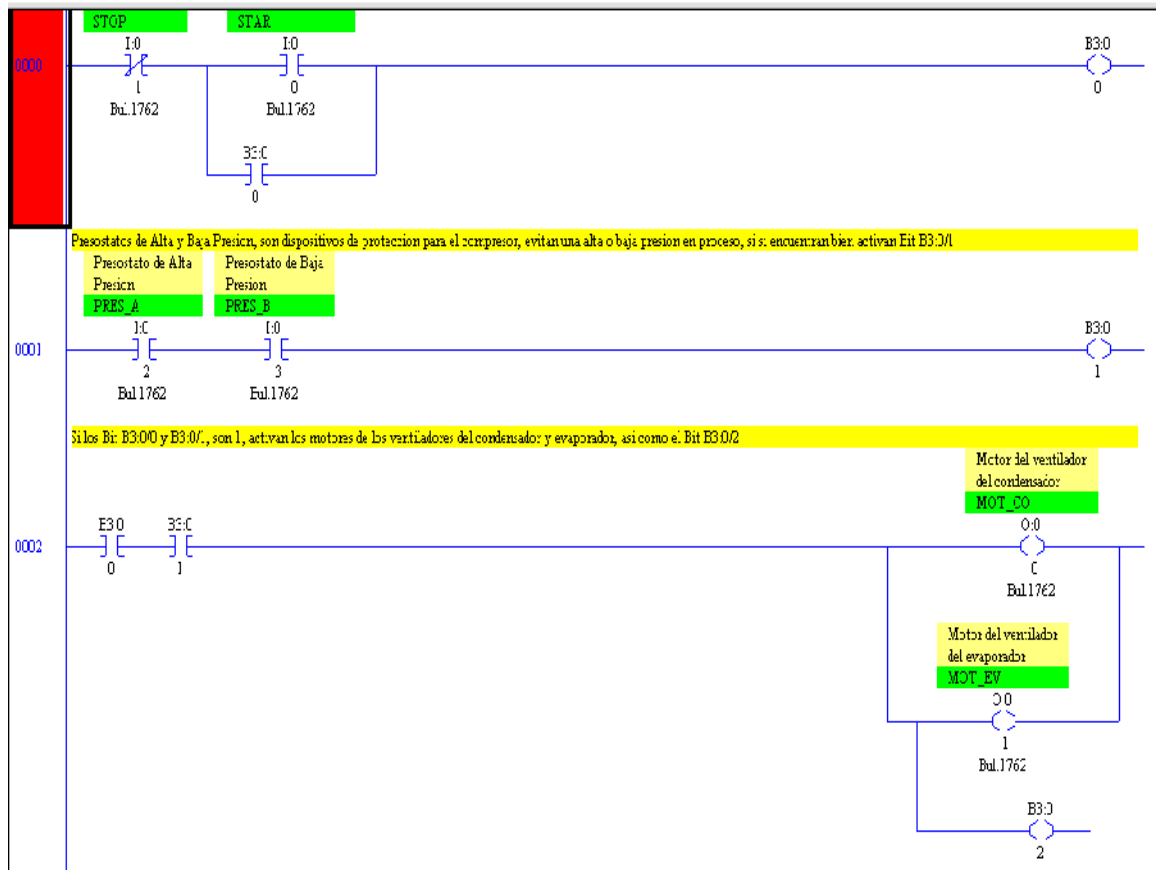 STOP STAR
I:0 I:0 B3:0
0000
1 0 0
Bul.1762 Bul.1762
B3:0
0
Presostatos de Alta y Baja Presion, son dispositivos de proteccion para el compresor, evitan una alta o baja presion en proceso, si se encuentran bien activan Bit B3:0/1
Presostato de Alta Presostato de Baja
Presion Presion
PRES_A PRES_B
I:0 I:0 B3:0
0001
2 3 1
Bul.1762 Bul.1762
Si los Bit B3:0/0 y B3:0/1, son 1, activan los motores de los ventiladores del condensador y evaporador, asi como el Bit B3:0/2
Motor del ventilador
del condensador
MOT_CO
B3:0 B3:0 O:0
0002
0 1 0
Bul.1762
Motor del ventilador
del evaporador
MOT_EV
O:0
1
Bul.1762
B3:0
2